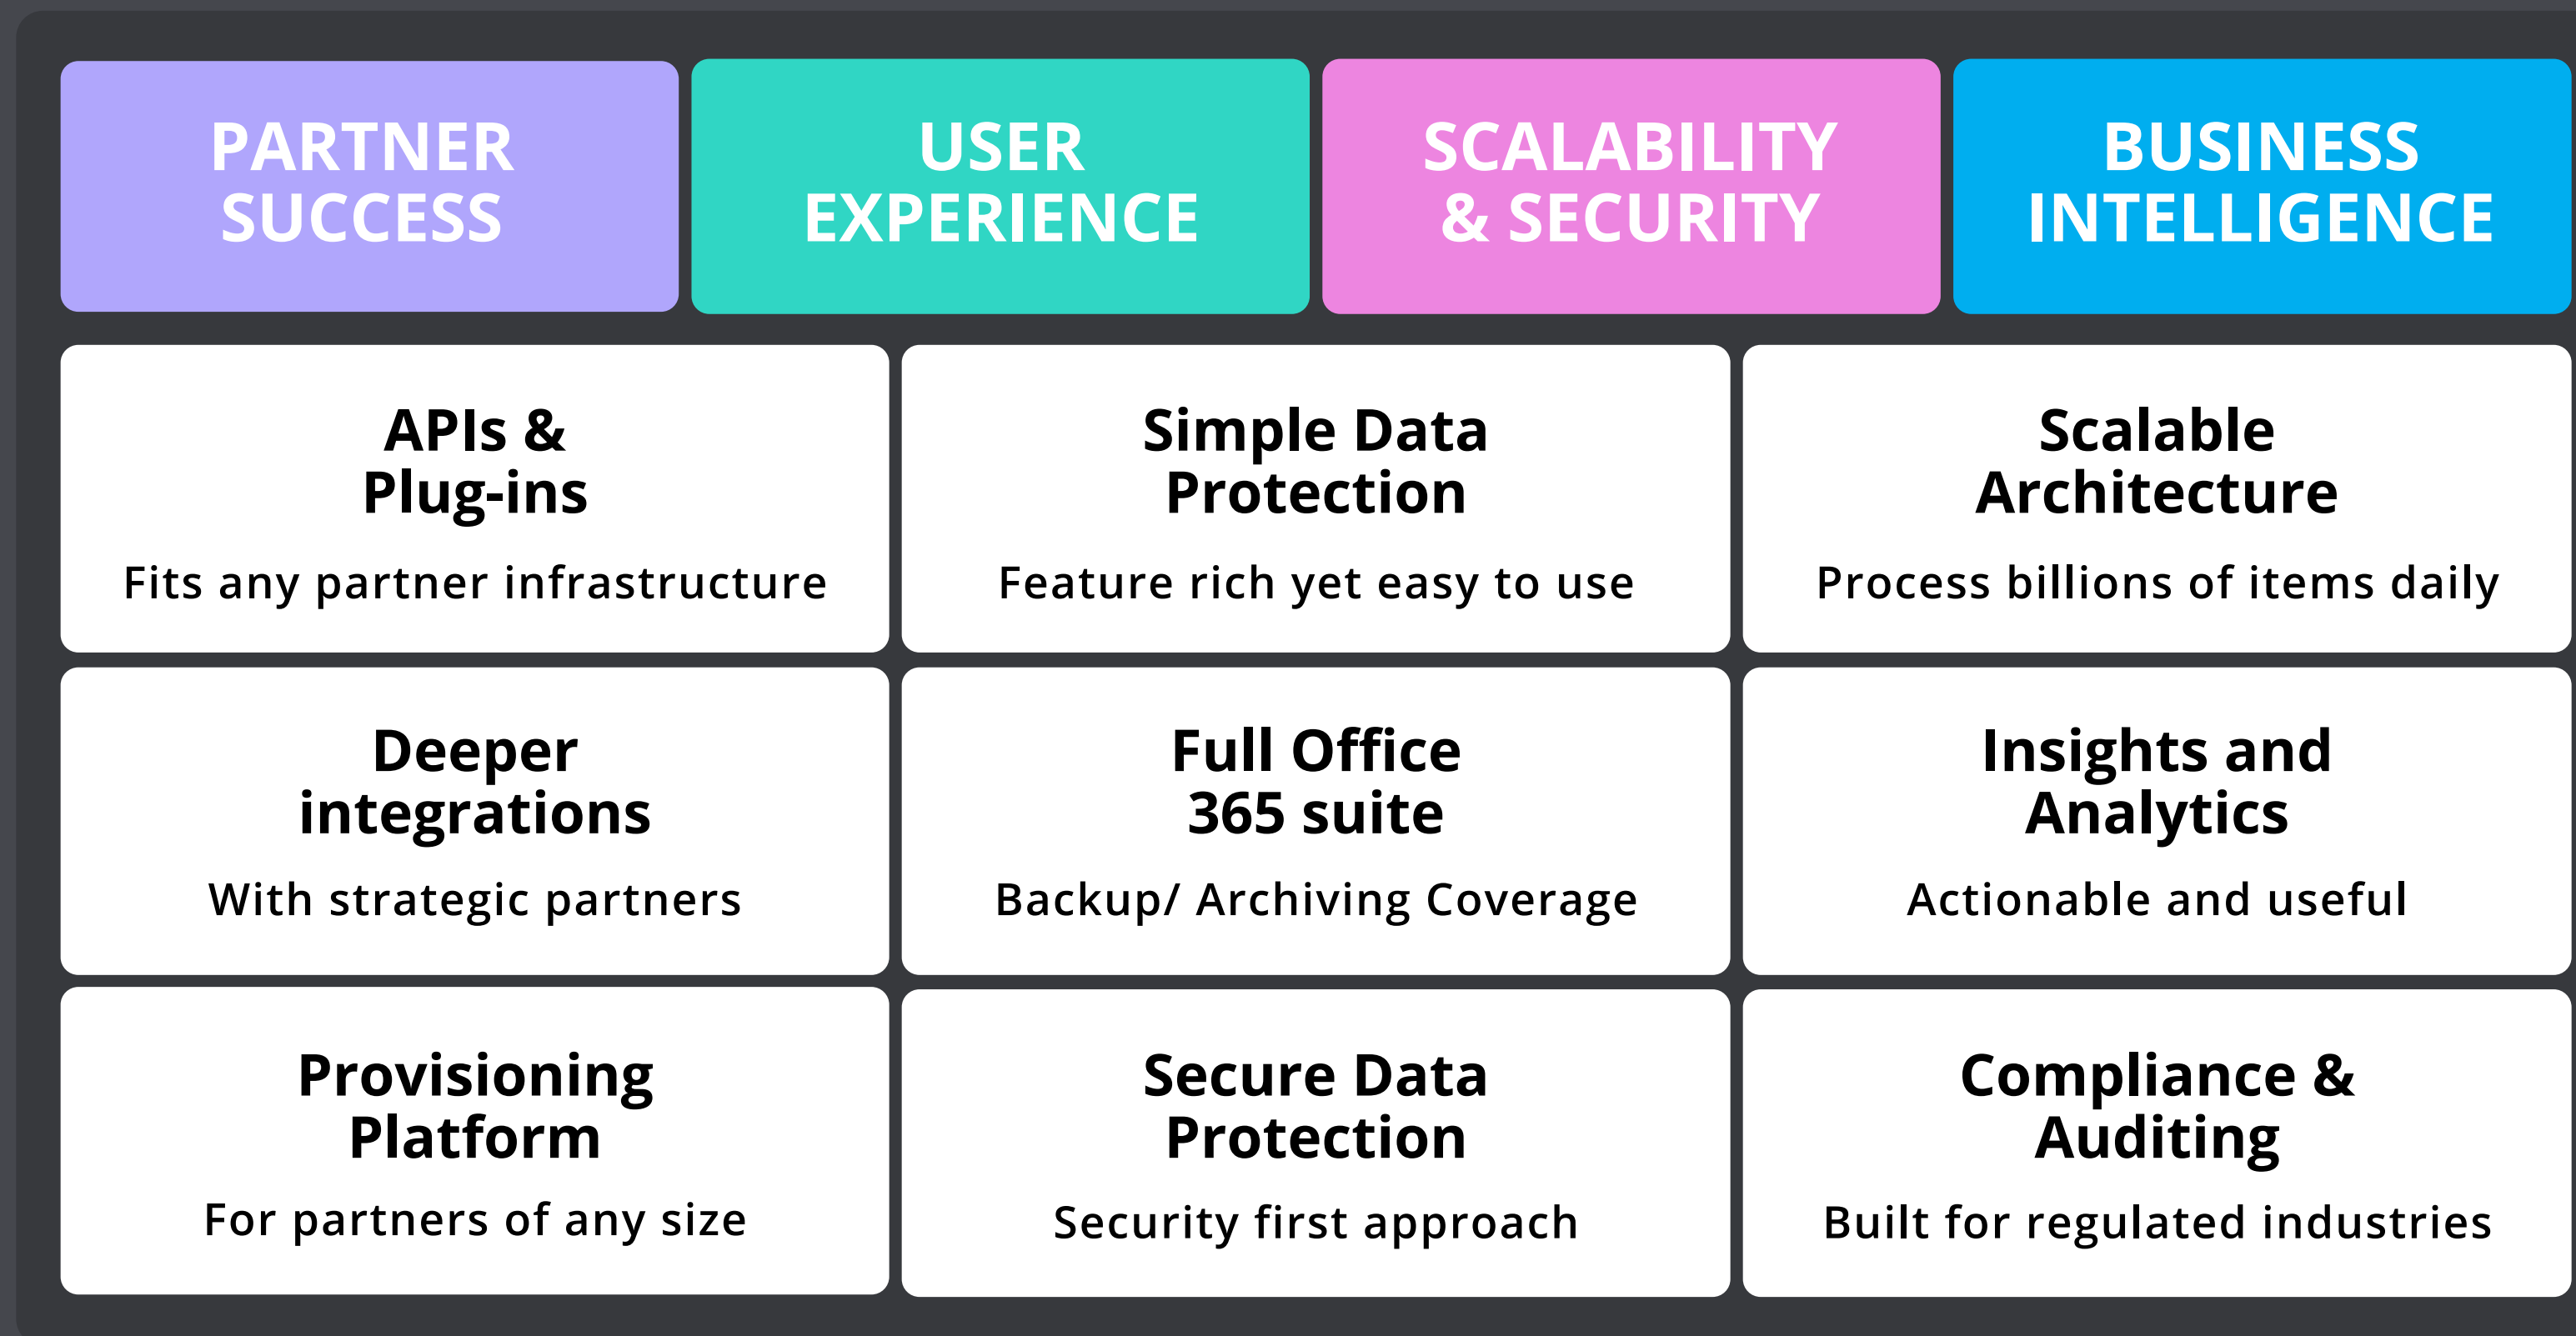 PARTNER
SUCCESS
USER
EXPERIENCE
SCALABILITY
& SECURITY
BUSINESS
INTELLIGENCE
APIs &
Plug-ins
Fits any partner infrastructure
Simple Data
Protection
Feature rich yet easy to use
Scalable
Architecture
Process billions of items daily
Deeper
integrations
With strategic partners
Full Office
365 suite
Backup/ Archiving Coverage
Insights and
Analytics
Actionable and useful
Provisioning
Platform
For partners of any size
Secure Data
Protection
Security first approach
Compliance &
Auditing
Built for regulated industries